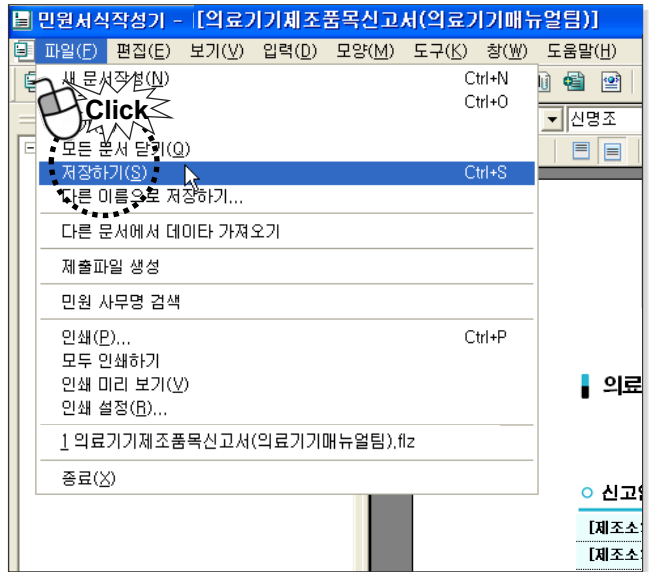 민원서식작성기 - [의료기기제조품목신고서(의료기기매뉴얼팀)]
파일(F) 편집(E) 보기(V) 입력(D) 모양(M) 도구(K) 창(W) 도움말(H)
새 문서작성(N) Ctrl+N
Ctrl+O
Click
신명조
모든 문서 닫기(Q)
저장하기(S) Ctrl+S
다른 이름으로 저장하기...
다른 문서에서 데이타 가져오기
제출파일 생성
민원 사무명 검색
인쇄(P)... Ctrl+P
모두 인쇄하기
인쇄 미리 보기(V)
의료
인쇄 설정(R)...
1 의료기기제조품목신고서(의료기기매뉴얼팀).flz
종료(X)
신고인
[제조소
[제조소